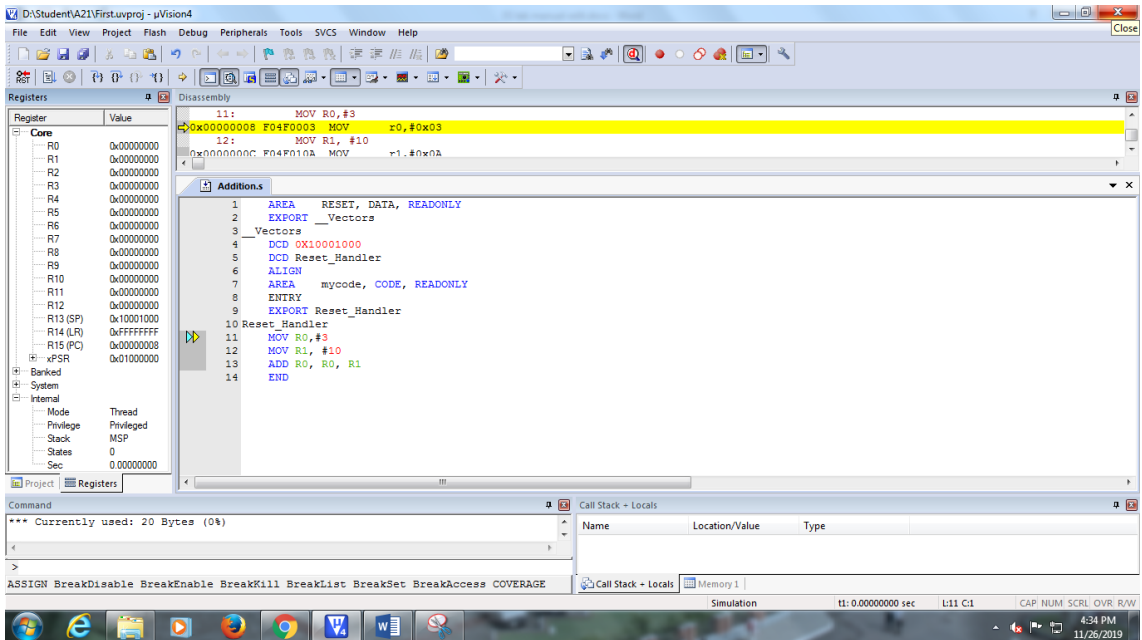 D:\Student\A21\First.uvproj - µVision4
File Edit View Project Flash Debug Peripherals Tools SVCS Window Help
Close
RST
Registers
Register Value
Core
R0 0x00000000
R1 0x00000000
R2 0x00000000
R3 0x00000000
R4 0x00000000
R5 0x00000000
R6 0x00000000
R7 0x00000000
R8 0x00000000
R9 0x00000000
R10 0x00000000
R11 0x00000000
R12 0x00000000
R13 (SP) 0x10001000
R14 (LR) 0xFFFFFFFF
R15 (PC) 0x00000008
xPSR 0x01000000
Banked
System
Internal
Mode Thread
Privilege Privileged
Stack MSP
States 0
Sec 0.00000000
Project Registers
Disassembly
11: MOV R0,#3
0x00000008 F04F0003 MOV r0,#0x03
12: MOV R1, #10
0x0000000C F04F010A MOV r1,#0x0A
Addition.s
1 AREA RESET, DATA, READONLY
2 EXPORT __Vectors
3 __Vectors
4 DCD 0X10001000
5 DCD Reset_Handler
6 ALIGN
7 AREA mycode, CODE, READONLY
8 ENTRY
9 EXPORT Reset_Handler
10 Reset_Handler
11 MOV R0,#3
12 MOV R1, #10
13 ADD R0, R0, R1
14 END
Command
*** Currently used: 20 Bytes (0%)
>
ASSIGN BreakDisable BreakEnable BreakKill BreakList BreakSet BreakAccess COVERAGE
Call Stack + Locals
Name Location/Value Type
Call Stack + Locals Memory 1
Simulation t1: 0.00000000 sec L:11 C:1 CAP NUM SCRL OVR R/W
4:34 PM
11/26/2019